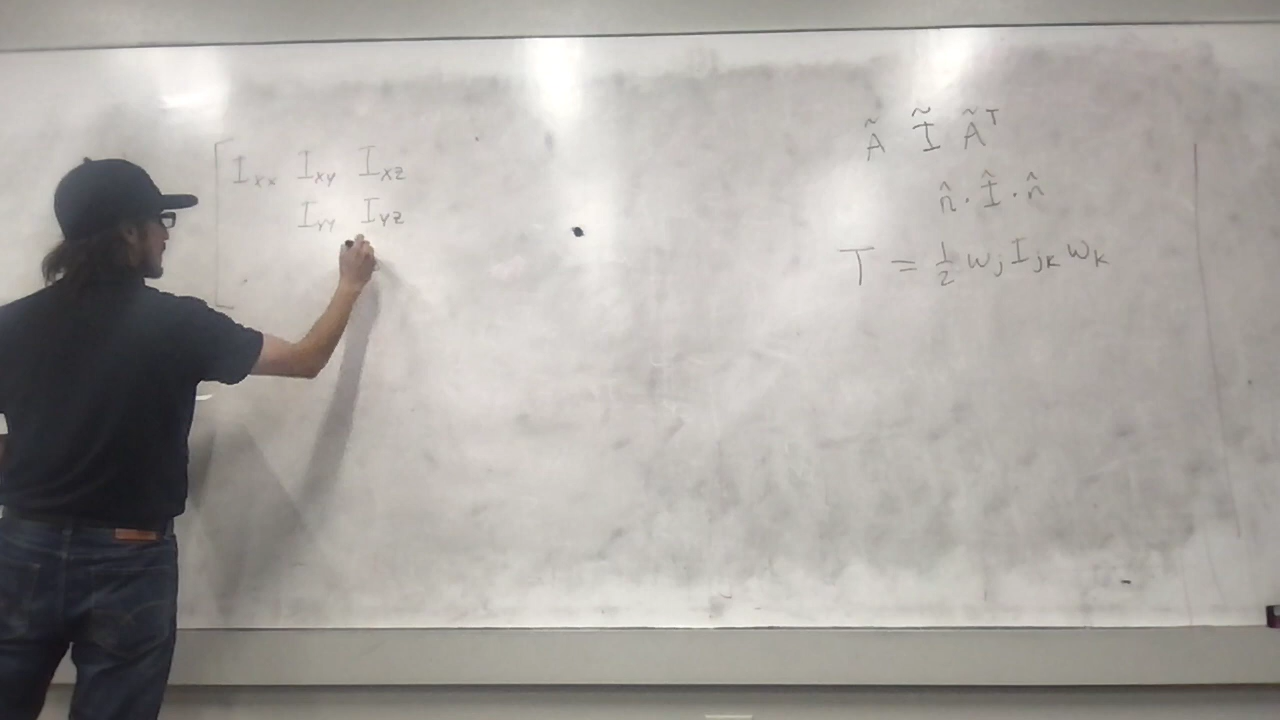 [ I_xx I_xy I_xz
I_yy I_yz
Ã Ĩ Ã^T
n̂ · Î · n̂
T = 1/2 ω_j I_jk ω_k